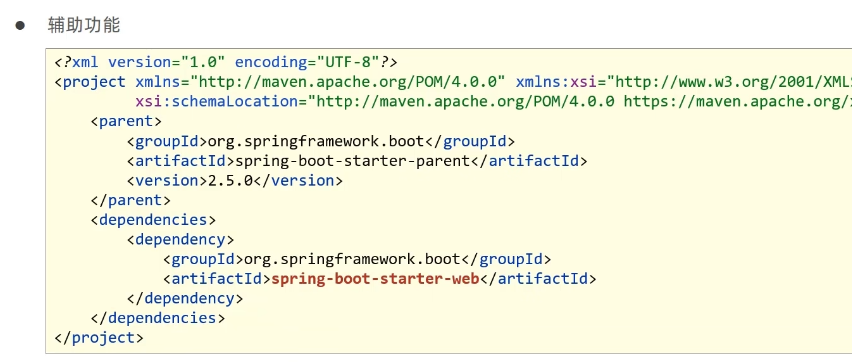 ● 辅助功能
<?xml version="1.0" encoding="UTF-8"?>
<project xmlns="http://maven.apache.org/POM/4.0.0" xmlns:xsi="http://www.w3.org/2001/XML
         xsi:schemaLocation="http://maven.apache.org/POM/4.0.0 https://maven.apache.org/
    <parent>
        <groupId>org.springframework.boot</groupId>
        <artifactId>spring-boot-starter-parent</artifactId>
        <version>2.5.0</version>
    </parent>
    <dependencies>
        <dependency>
            <groupId>org.springframework.boot</groupId>
            <artifactId>spring-boot-starter-web</artifactId>
        </dependency>
    </dependencies>
</project>